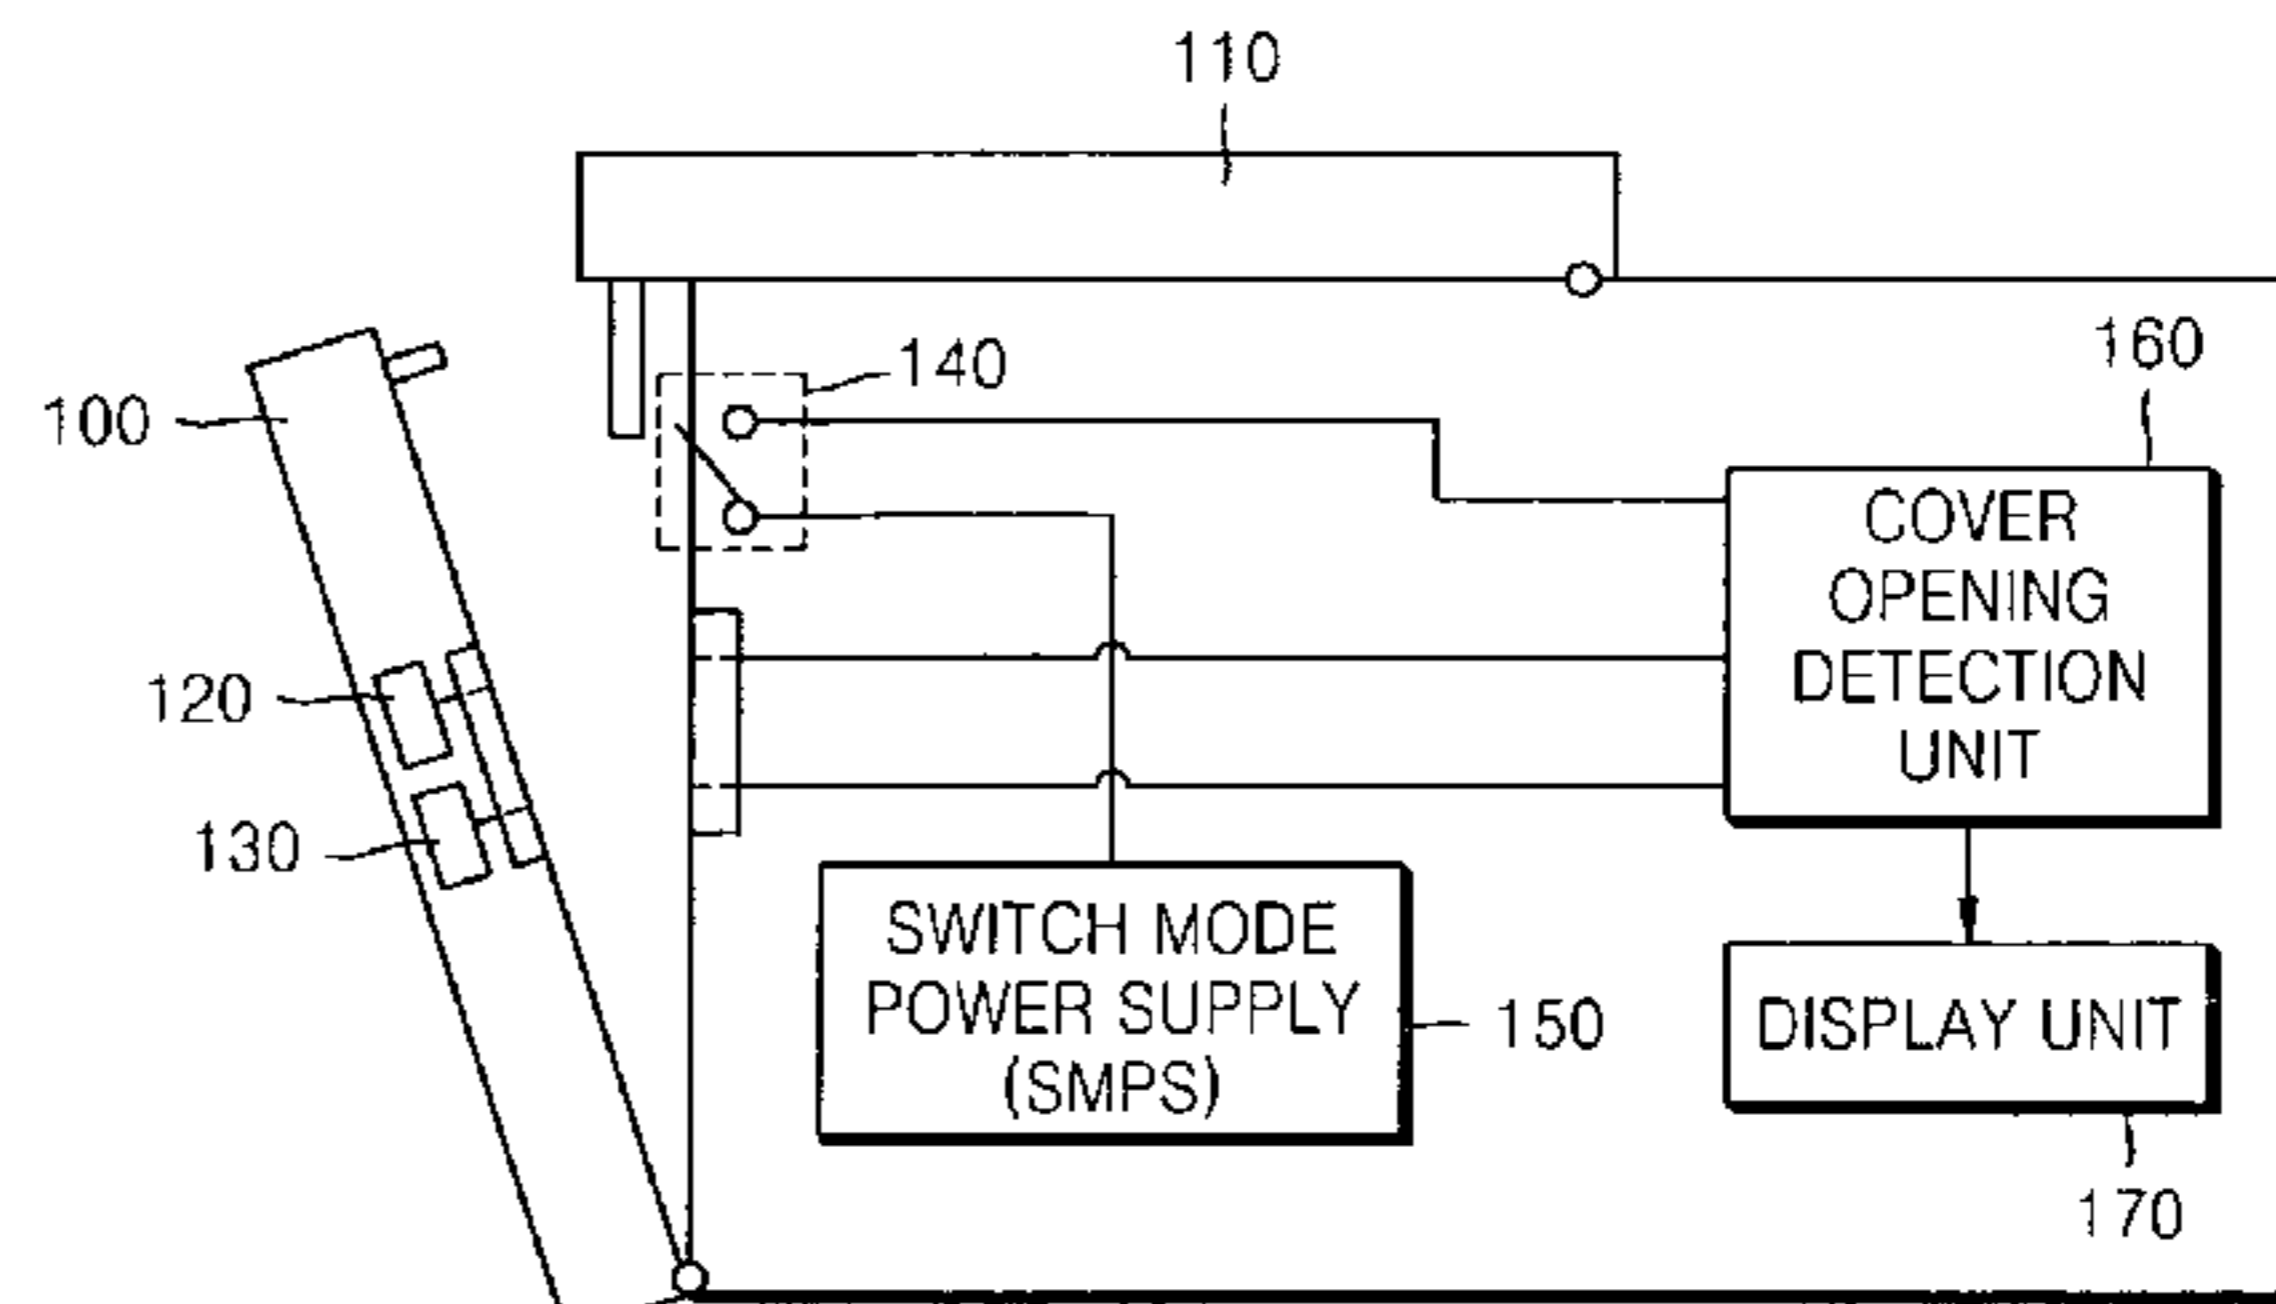 110
160
140
100
COVER
OPENING
DETECTION
UNIT
120
130
SWITCH MODE
POWER SUPPLY
(SMPS)
150
DISPLAY UNIT
170